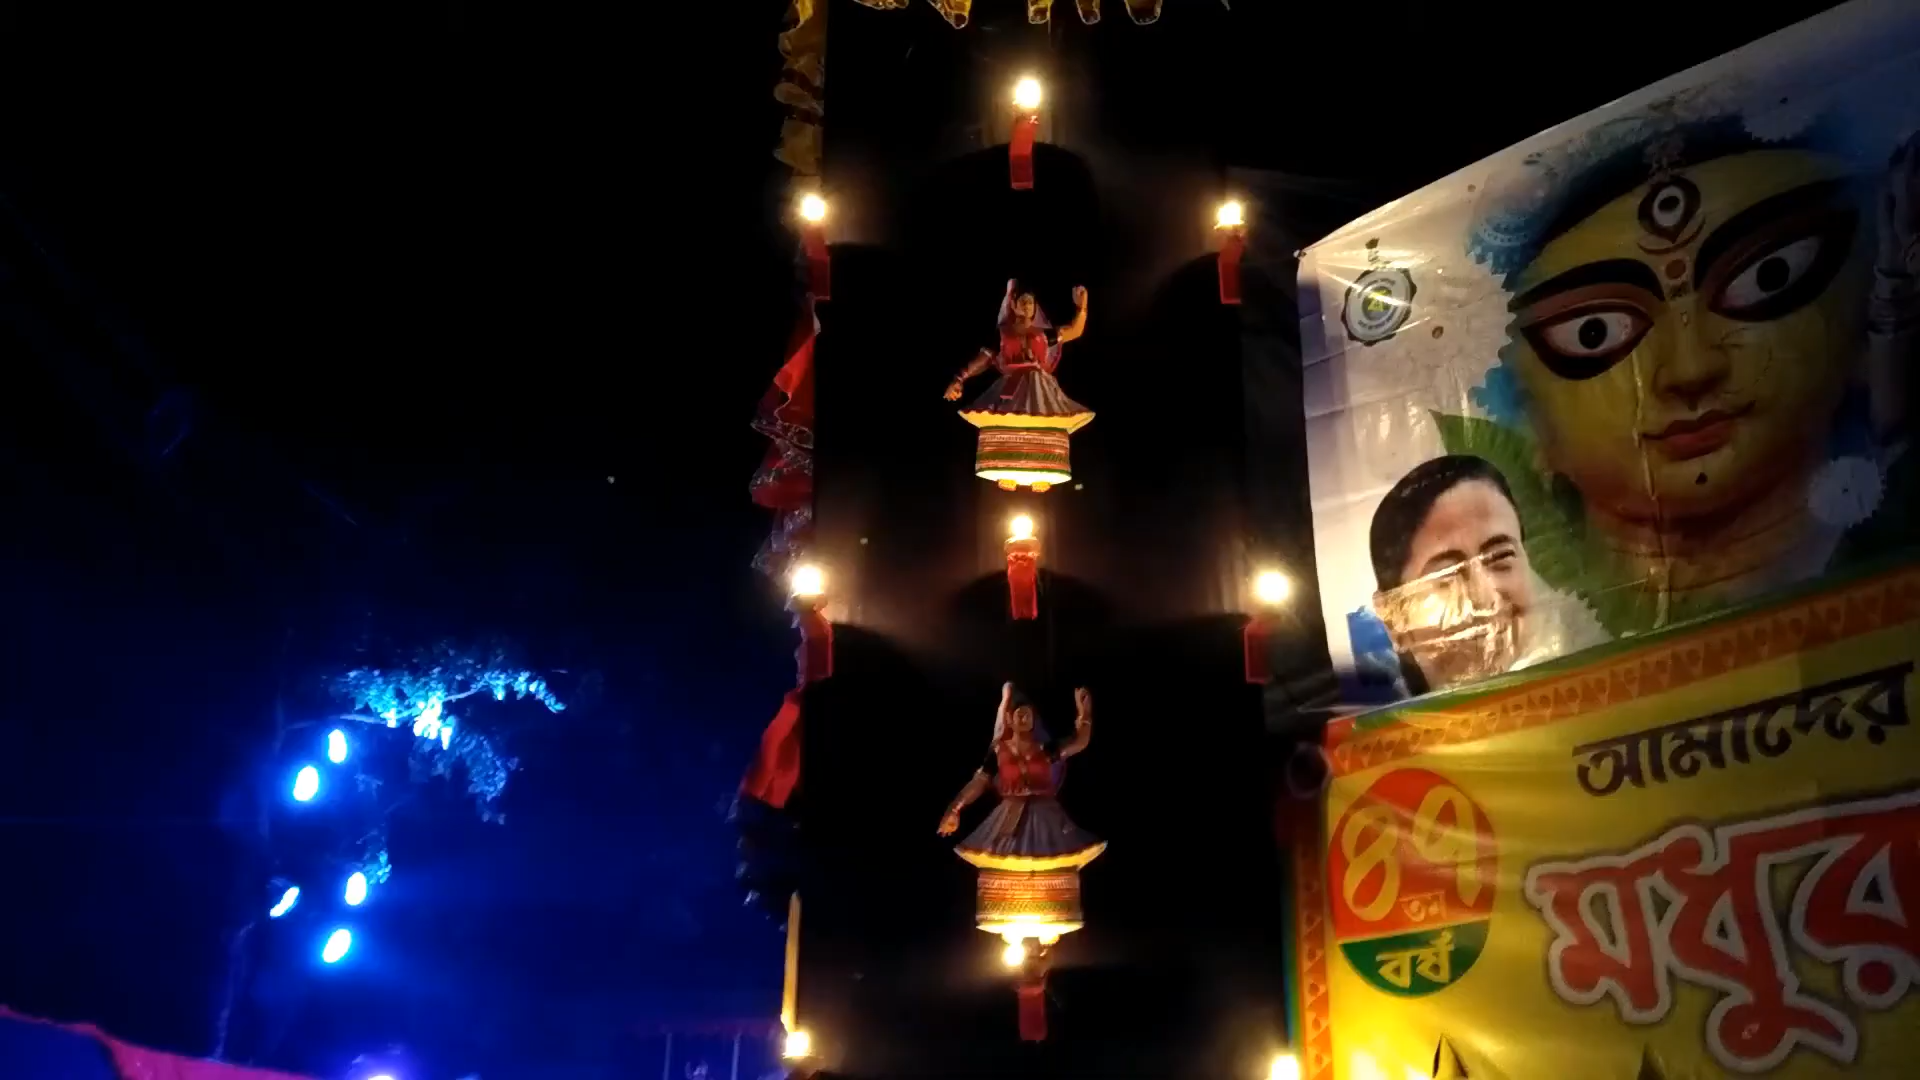 আমাদের
৪৭
তম
বর্ষ
মধুর